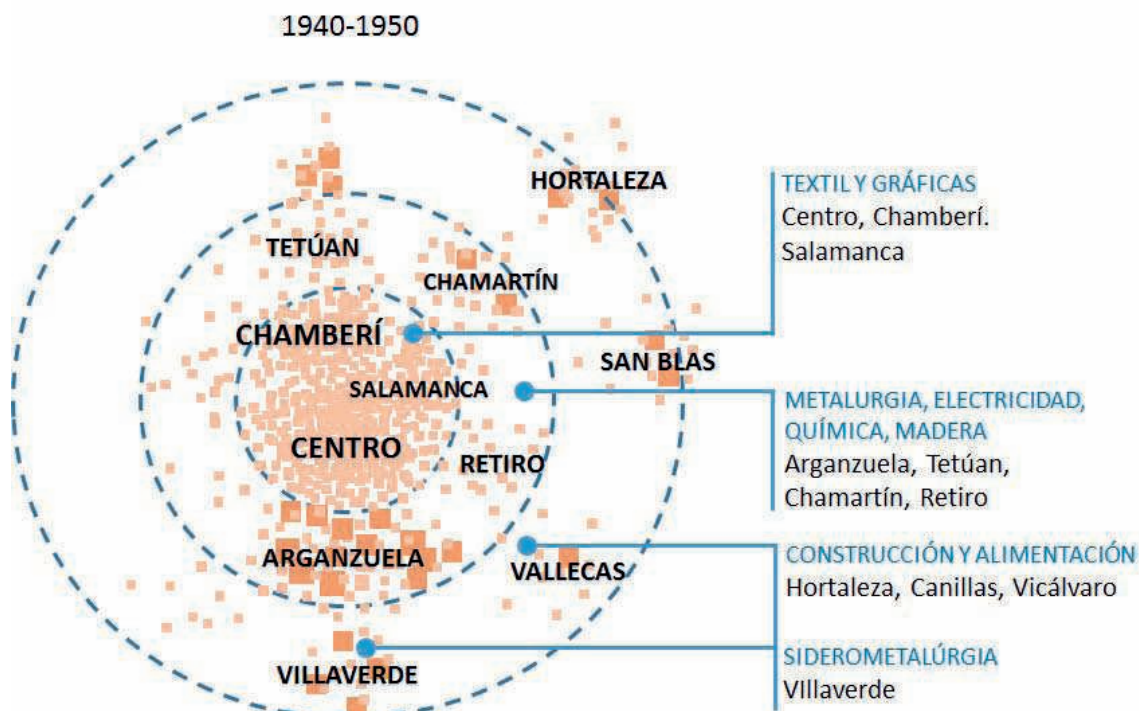 1940-1950
HORTALEZA
TETÚAN
CHAMARTÍN
CHAMBERÍ
SAN BLAS
SALAMANCA
CENTRO
RETIRO
ARGANZUELA
VALLECAS
VILLAVERDE
TEXTIL Y GRÁFICAS
Centro, Chamberí.
Salamanca
METALURGIA, ELECTRICIDAD,
QUÍMICA, MADERA
Arganzuela, Tetúan,
Chamartín, Retiro
CONSTRUCCIÓN Y ALIMENTACIÓN
Hortaleza, Canillas, Vicálvaro
SIDEROMETALÚRGIA
VIllaverde